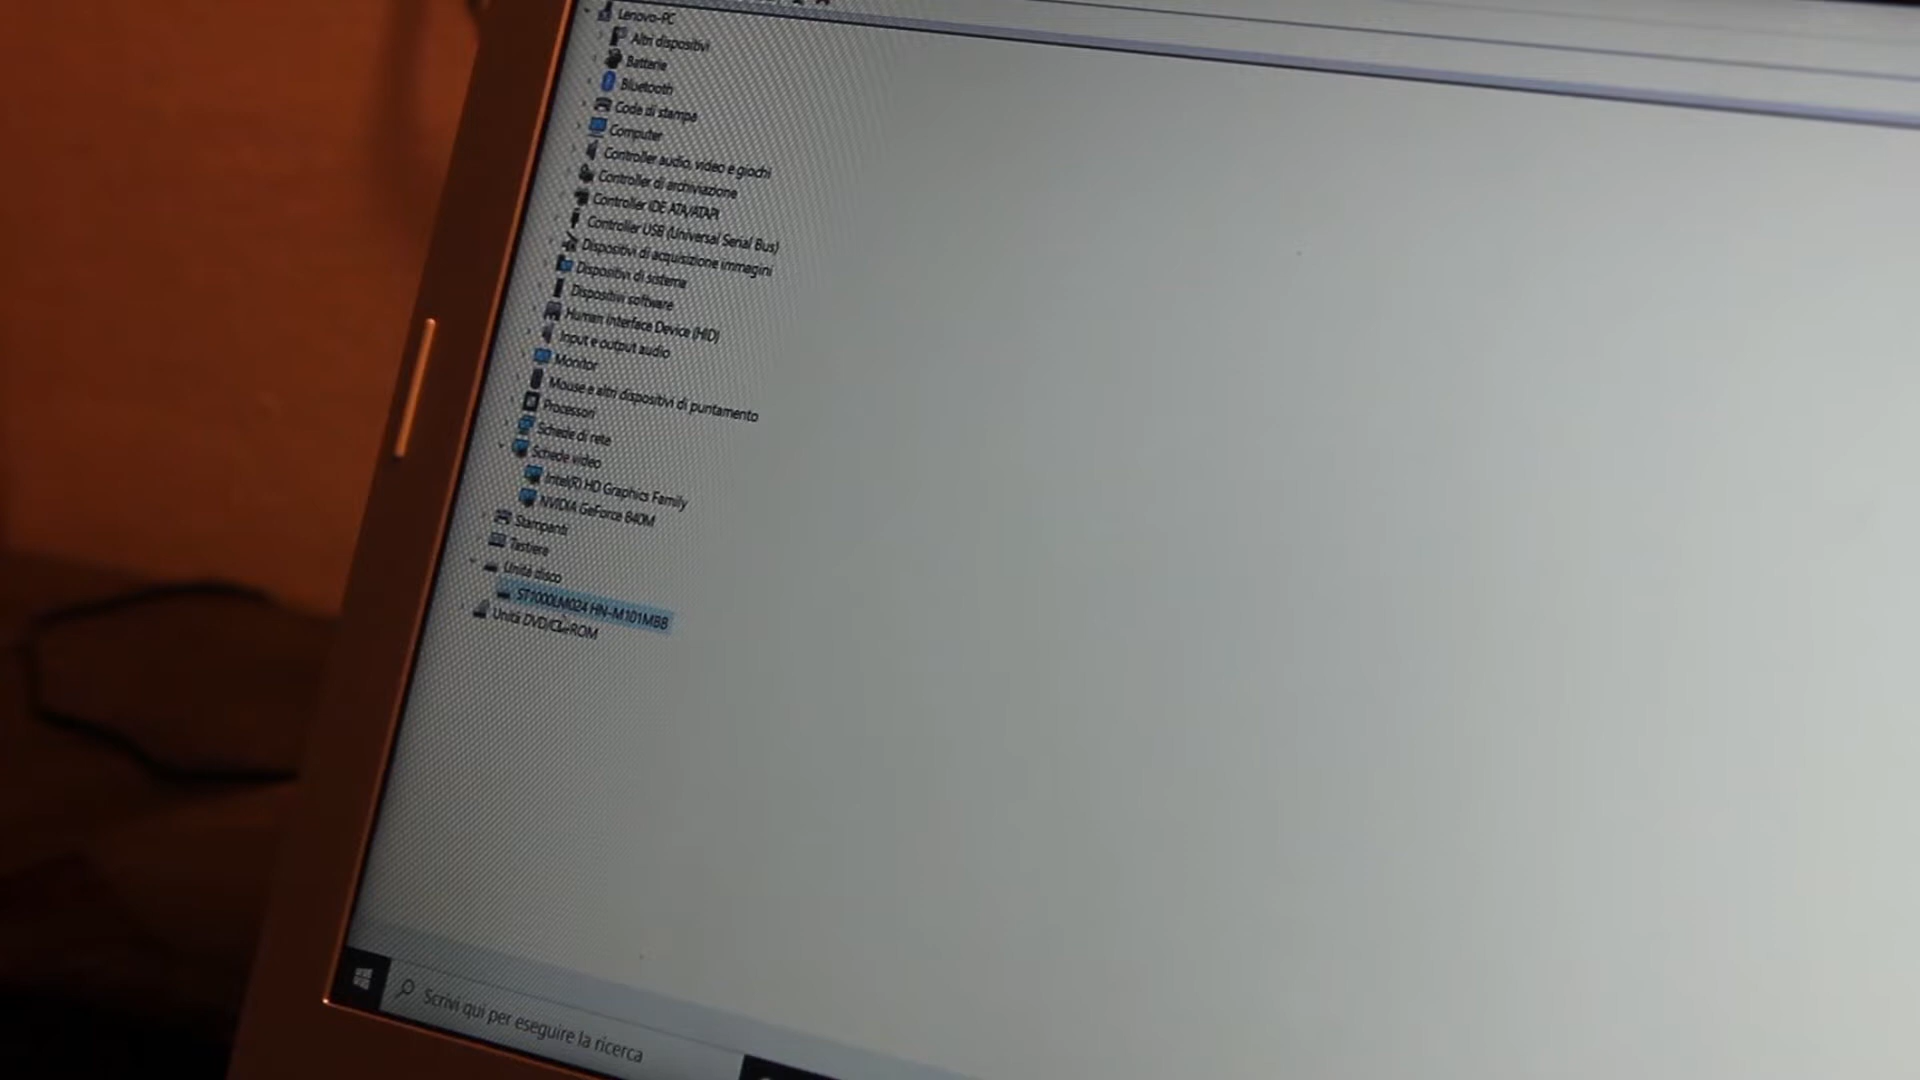 Lenovo-PC
Altri dispositivi
Batterie
Bluetooth
Code di stampa
Computer
Controller audio, video e giochi
Controller di archiviazione
Controller IDE ATA/ATAPI
Controller USB (Universal Serial Bus)
Dispositivi di acquisizione immagini
Dispositivi di sistema
Dispositivi software
Human Interface Device (HID)
Input e output audio
Monitor
Mouse e altri dispositivi di puntamento
Processori
Schede di rete
Schede video
Intel(R) HD Graphics Family
NVIDIA GeForce 840M
Stampanti
Tastiere
Unità disco
ST1000LM024 HN-M101MBB
Unità DVD/CD-ROM
Scrivi qui per eseguire la ricerca